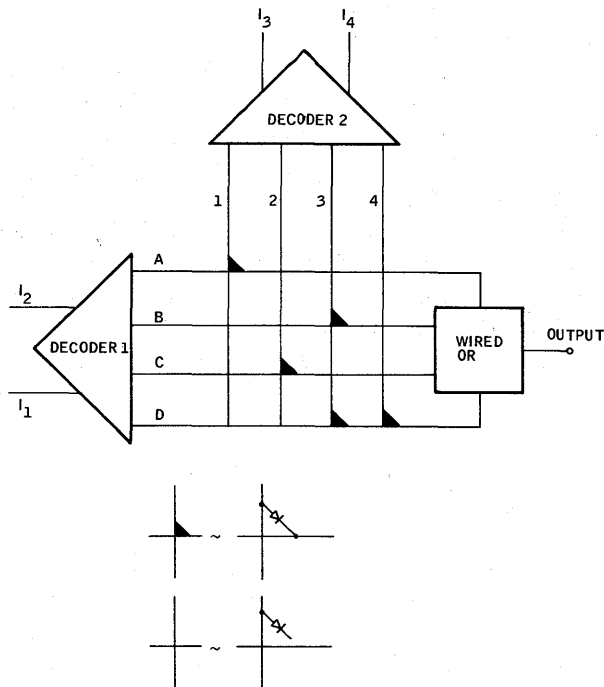 I3 I4
DECODER 2
1 2 3 4
A
I2
B
WIRED
OR
OUTPUT
DECODER 1
C
I1
D
~
~